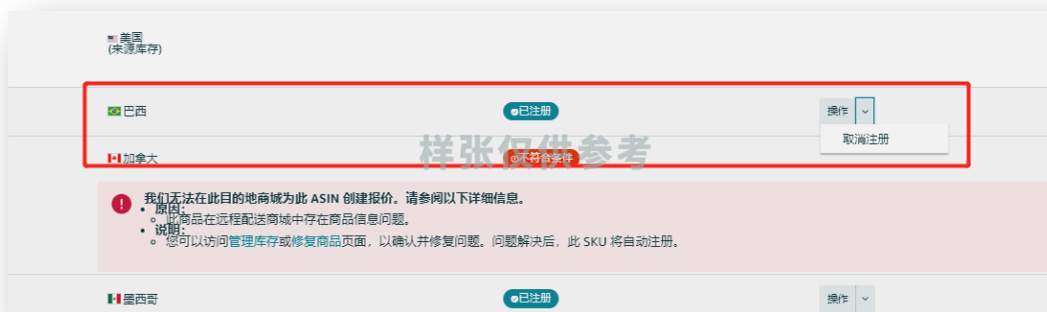 美国
(来源库存)
巴西 已注册 操作
取消注册
加拿大 不符合条件
样张仅供参考
我们无法在此目的地商城为此 ASIN 创建报价。请参阅以下详细信息。
原因:
此商品在远程配送商城中存在商品信息问题。
说明:
您可以访问管理库存或修复商品页面，以确认并修复问题。问题解决后，此 SKU 将自动注册。
墨西哥 已注册 操作